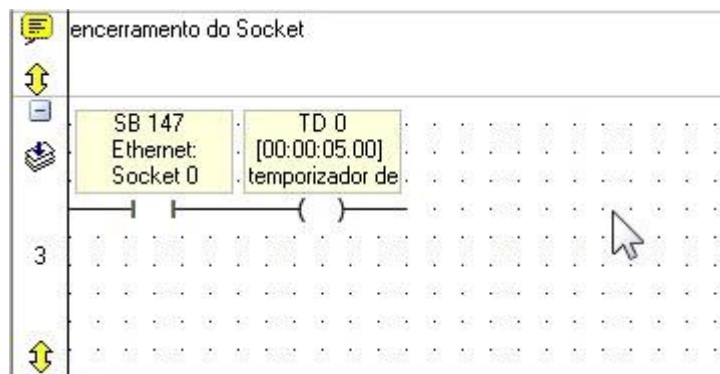 encerramento do Socket
SB 147
Ethernet:
Socket 0
TD 0
[00:00:05.00]
temporizador de
3